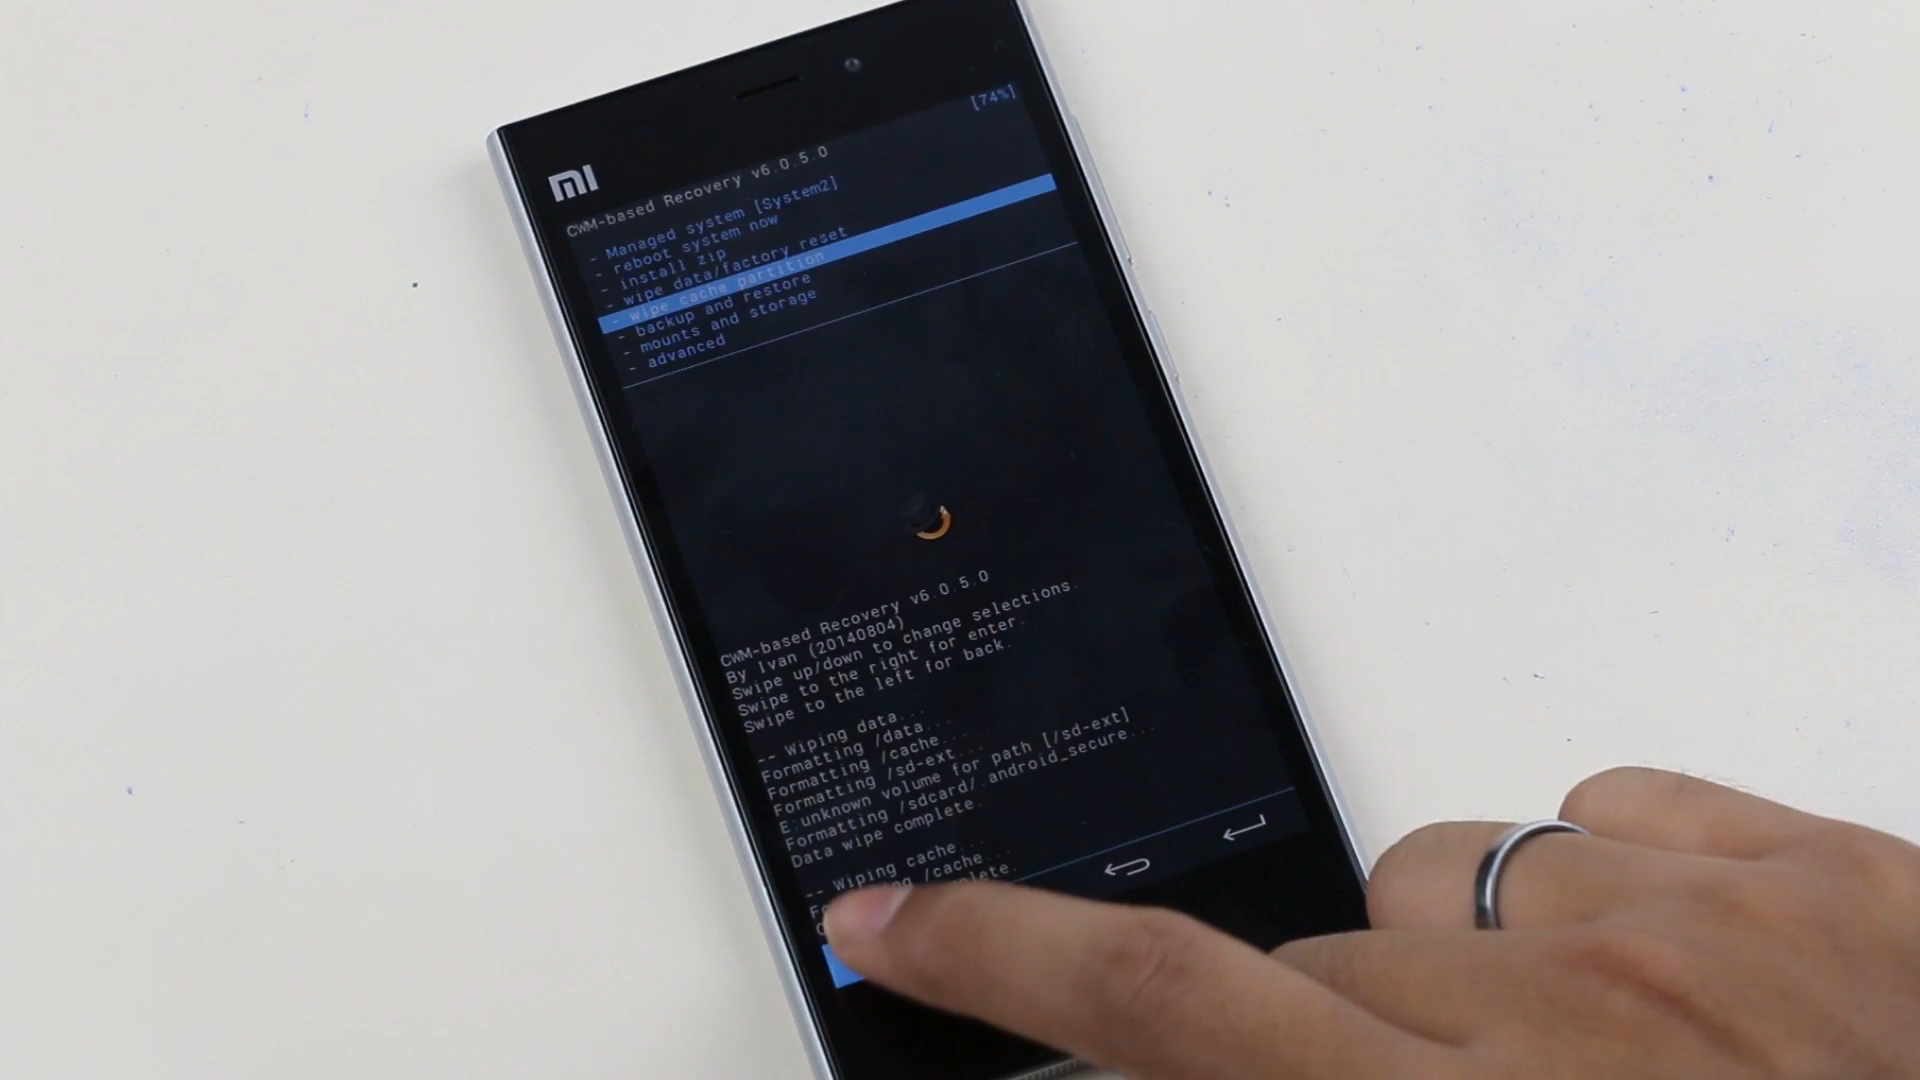 [74%]
mi
CWM-based Recovery v6.0.5.0
- Managed system [System2]
- reboot system now
- install zip
- wipe data/factory reset
- wipe cache partition
- backup and restore
- mounts and storage
- advanced
CWM-based Recovery v6.0.5.0
By Ivan (20140804)
Swipe up/down to change selections.
Swipe to the right for enter.
Swipe to the left for back.
-- Wiping data...
Formatting /data...
Formatting /cache...
Formatting /sd-ext...
E:unknown volume for path [/sd-ext]
Formatting /sdcard/.android_secure...
Data wipe complete.
-- Wiping cache...
/cache...